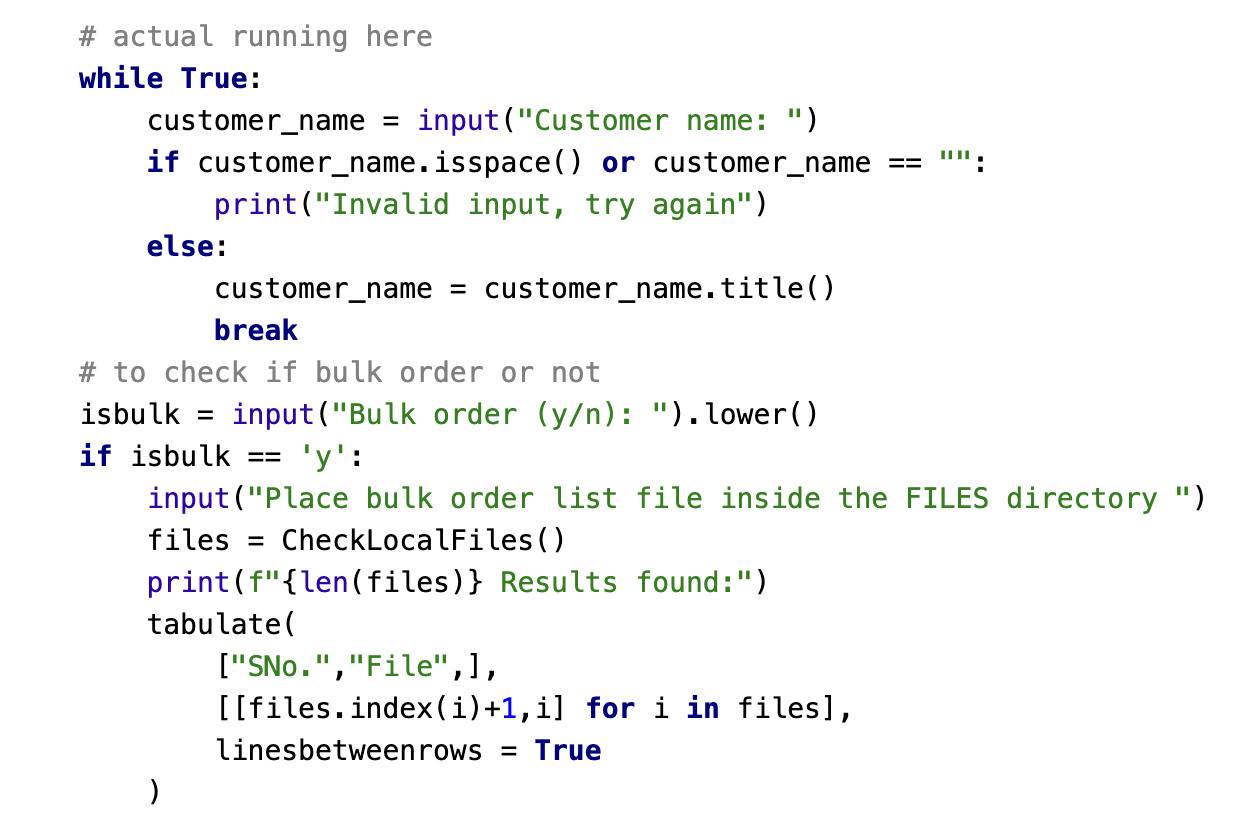 # actual running here
while True:
    customer_name = input("Customer name: ")
    if customer_name.isspace() or customer_name == "":
        print("Invalid input, try again")
    else:
        customer_name = customer_name.title()
        break
# to check if bulk order or not
isbulk = input("Bulk order (y/n): ").lower()
if isbulk == 'y':
    input("Place bulk order list file inside the FILES directory ")
    files = CheckLocalFiles()
    print(f"{len(files)} Results found:")
    tabulate(
        ["SNo.","File",],
        [[files.index(i)+1,i] for i in files],
        linesbetweenrows = True
    )